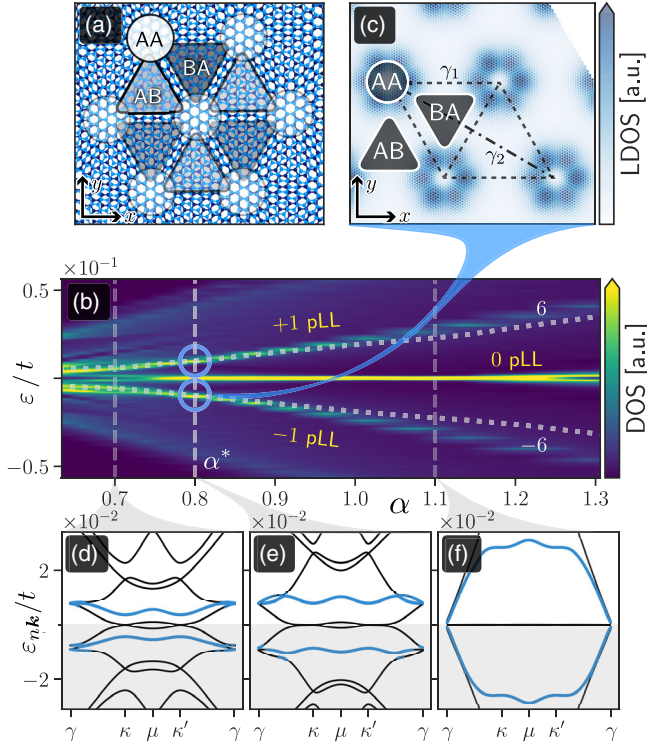 (a)
AA
BA
AB
y
x
(c)
AA
γ₁
BA
AB
γ₂
y
x
LDOS [a.u.]
×10⁻¹
(b)
0.5
0
−0.5
ε/t
+1 pLL
6
0 pLL
−1 pLL
−6
α*
0.7
0.8
0.9
1.0
1.1
1.2
1.3
α
DOS [a.u.]
×10⁻²
×10⁻²
×10⁻²
(d)
(e)
(f)
2
0
−2
εₙₖ/t
γ κ μ κ′ γ
γ κ μ κ′ γ
γ κ μ κ′ γ